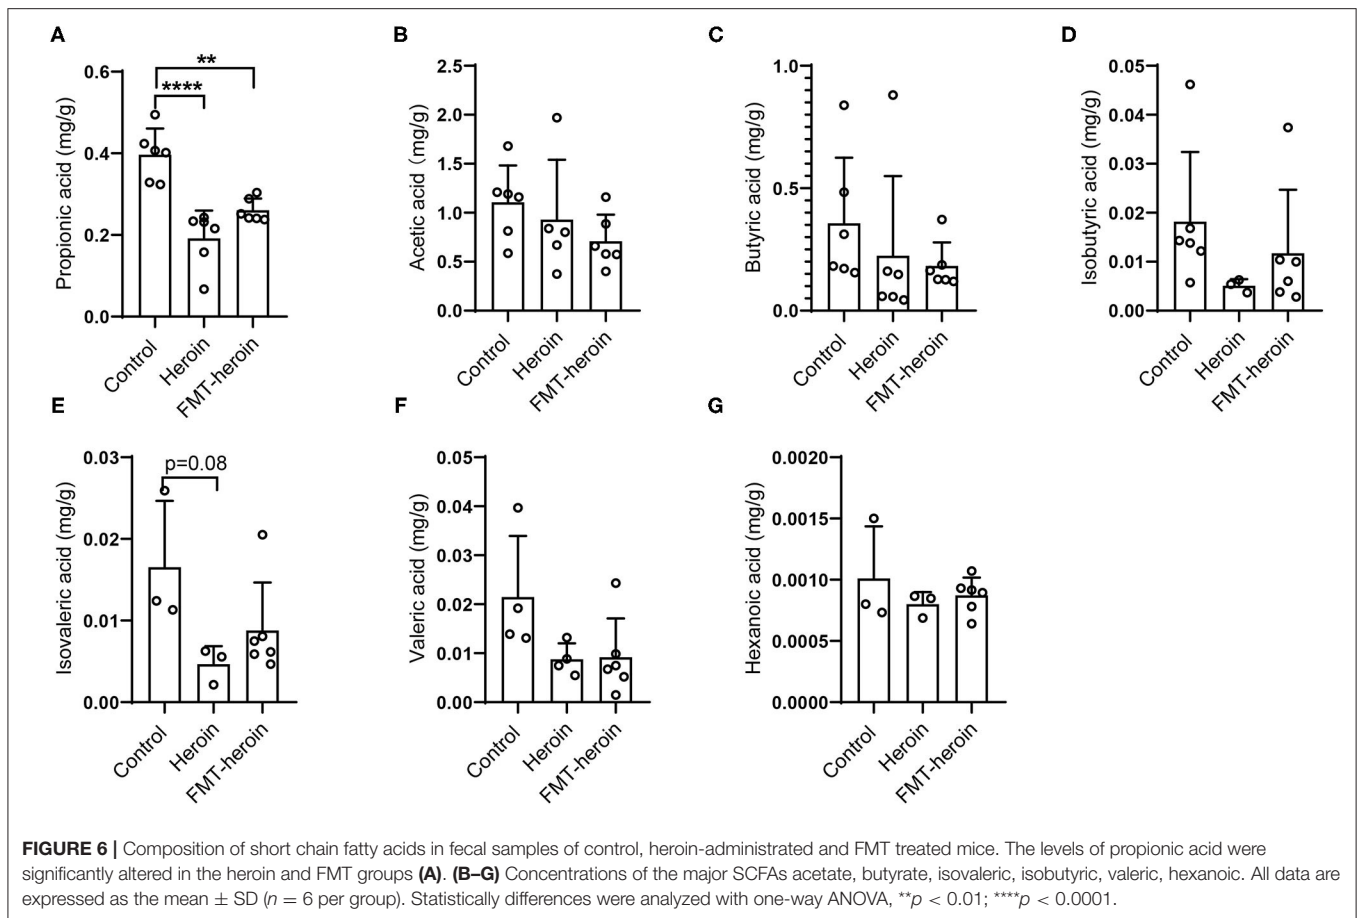 A
B
C
D
**
****
Propionic acid (mg/g)
0.6
0.4
0.2
0.0
Control
Heroin
FMT-heroin
Acetic acid (mg/g)
2.5
2.0
1.5
1.0
0.5
0.0
Control
Heroin
FMT-heroin
Butyric acid (mg/g)
1.0
0.5
0.0
Control
Heroin
FMT-heroin
Isobutyric acid (mg/g)
0.05
0.04
0.03
0.02
0.01
0.00
Control
Heroin
FMT-heroin
E
F
G
p=0.08
Isovaleric acid (mg/g)
0.03
0.02
0.01
0.00
Control
Heroin
FMT-heroin
Valeric acid (mg/g)
0.05
0.04
0.03
0.02
0.01
0.00
Control
Heroin
FMT-heroin
Hexanoic acid (mg/g)
0.0020
0.0015
0.0010
0.0005
0.0000
Control
Heroin
FMT-heroin
FIGURE 6 | Composition of short chain fatty acids in fecal samples of control, heroin-administrated and FMT treated mice. The levels of propionic acid were
significantly altered in the heroin and FMT groups (A). (B–G) Concentrations of the major SCFAs acetate, butyrate, isovaleric, isobutyric, valeric, hexanoic. All data are
expressed as the mean ± SD (n = 6 per group). Statistically differences were analyzed with one-way ANOVA, **p < 0.01; ****p < 0.0001.